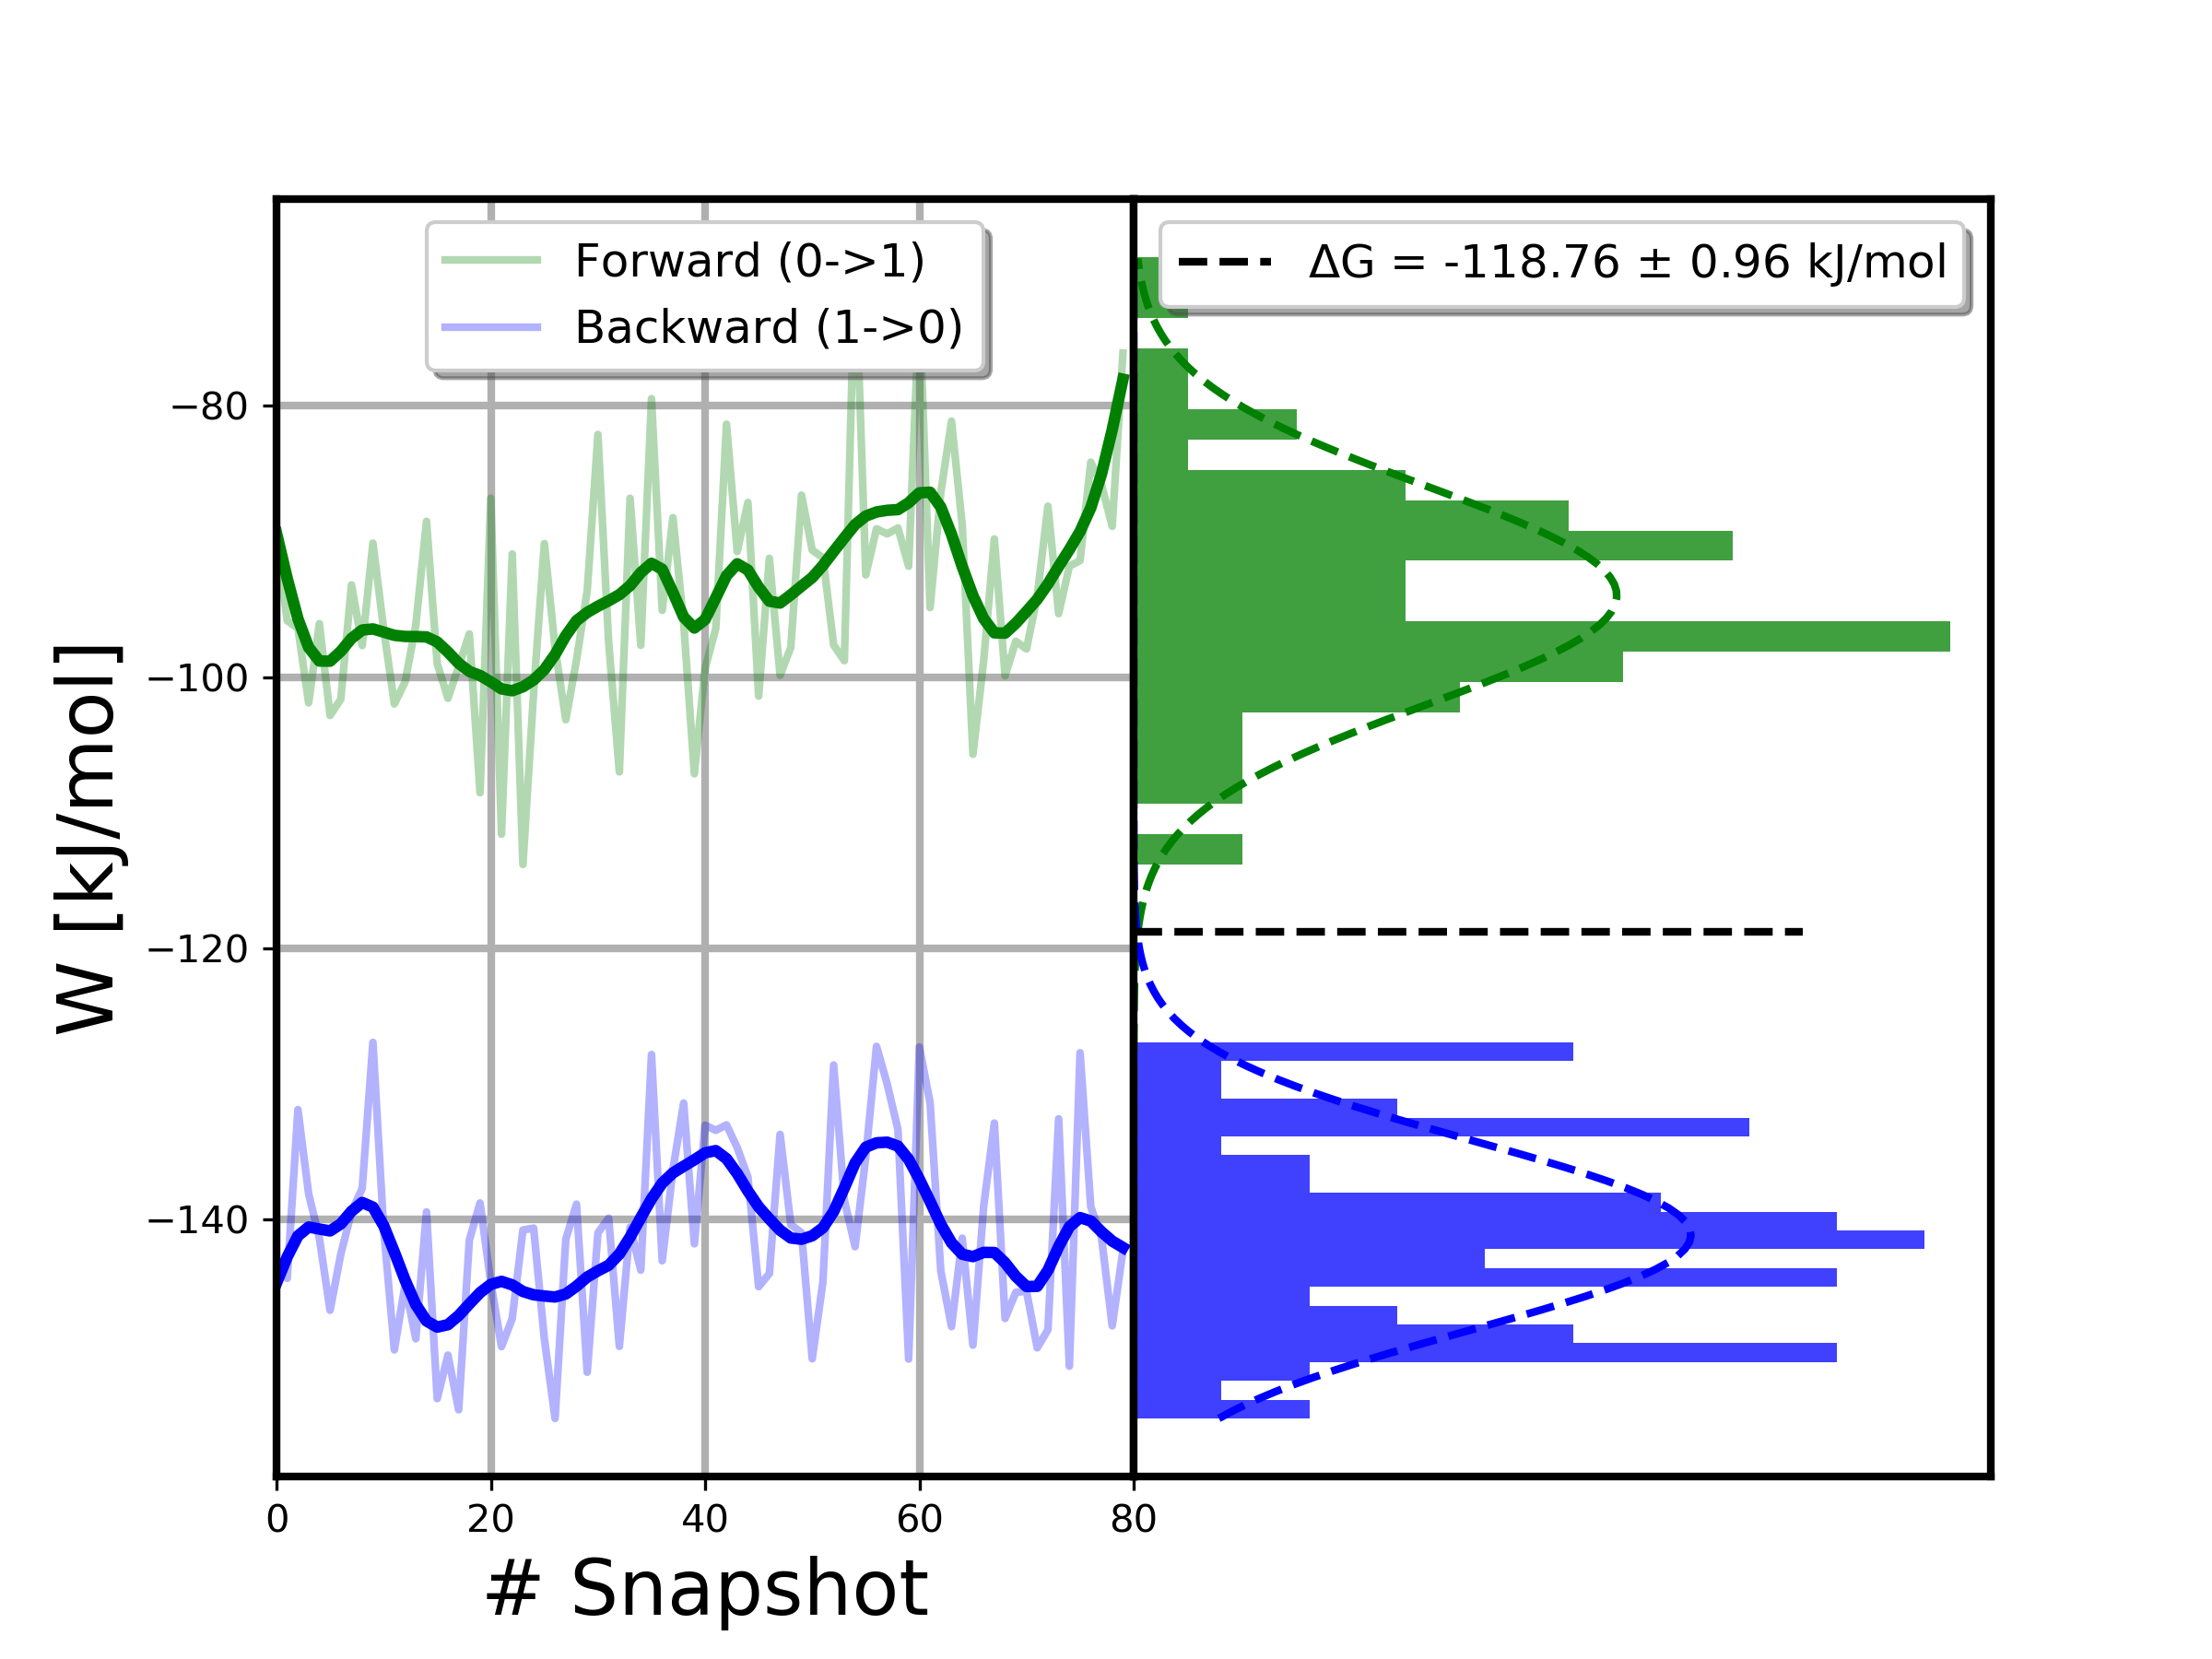 Forward (0->1)
Backward (1->0)
ΔG = -118.76 ± 0.96 kJ/mol
W [kJ/mol]
−80
−100
−120
−140
0 20 40 60 80
# Snapshot